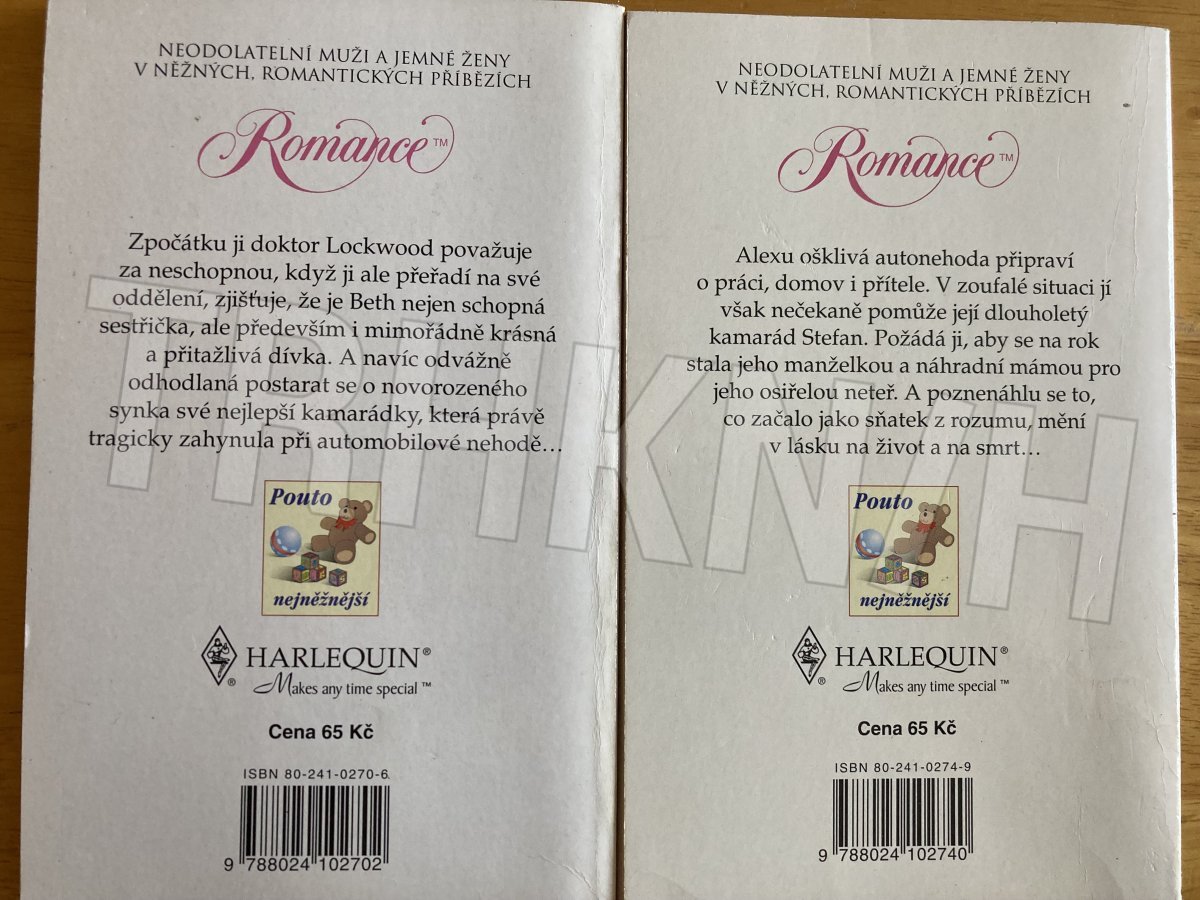 NEODOLATELNÍ MUŽI A JEMNÉ ŽENY
V NĚŽNÝCH, ROMANTICKÝCH PŘÍBĚZÍCH
Romance™
Zpočátku ji doktor Lockwood považuje
za neschopnou, když ji ale přeřadí na své
oddělení, zjišťuje, že je Beth nejen schopná
sestřička, ale především i mimořádně krásná
a přitažlivá dívka. A navíc odvážně
odhodlaná postarat se o novorozeného
synka své nejlepší kamarádky, která právě
tragicky zahynula při automobilové nehodě…
Pouto
nejněžnější
HARLEQUIN®
®
Makes any time special™
Cena 65 Kč
ISBN 80-241-0270-6
9 788024 102702
NEODOLATELNÍ MUŽI A JEMNÉ ŽENY
V NĚŽNÝCH, ROMANTICKÝCH PŘÍBĚZÍCH
Romance™
Alexu ošklivá autonehoda připraví
o práci, domov i přítele. V zoufalé situaci jí
však nečekaně pomůže její dlouholetý
kamarád Stefan. Požádá ji, aby se na rok
stala jeho manželkou a náhradní mámou pro
jeho osiřelou neteř. A poznenáhlu se to,
co začalo jako sňatek z rozumu, mění
v lásku na život a na smrt…
Pouto
nejněžnější
HARLEQUIN®
®
Makes any time special™
Cena 65 Kč
ISBN 80-241-0274-9
9 788024 102740